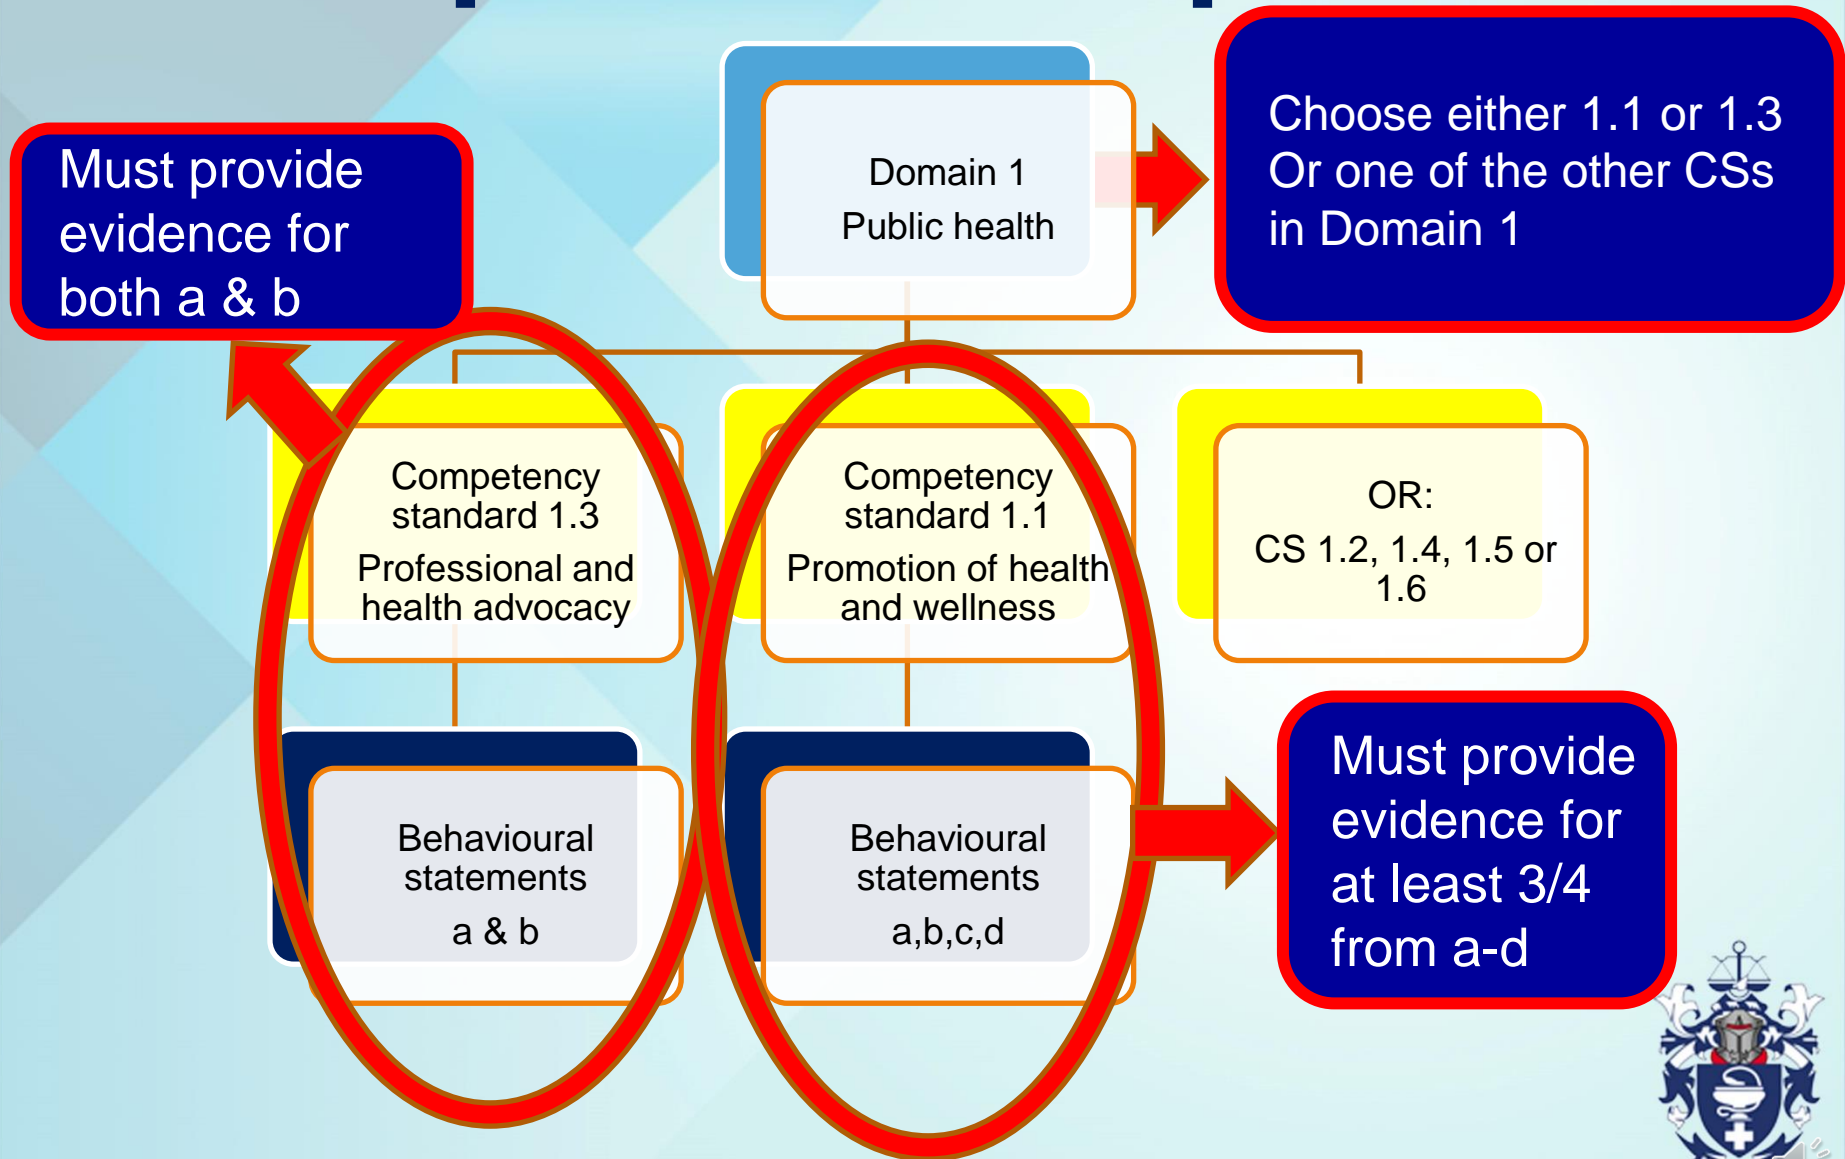 Must provide
evidence for
both a & b
Domain 1
Public health
Choose either 1.1 or 1.3
Or one of the other CSs
in Domain 1
Competency
standard 1.3
Professional and
health advocacy
Competency
standard 1.1
Promotion of health
and wellness
OR:
CS 1.2, 1.4, 1.5 or
1.6
Behavioural
statements
a & b
Behavioural
statements
a,b,c,d
Must provide
evidence for
at least 3/4
from a-d